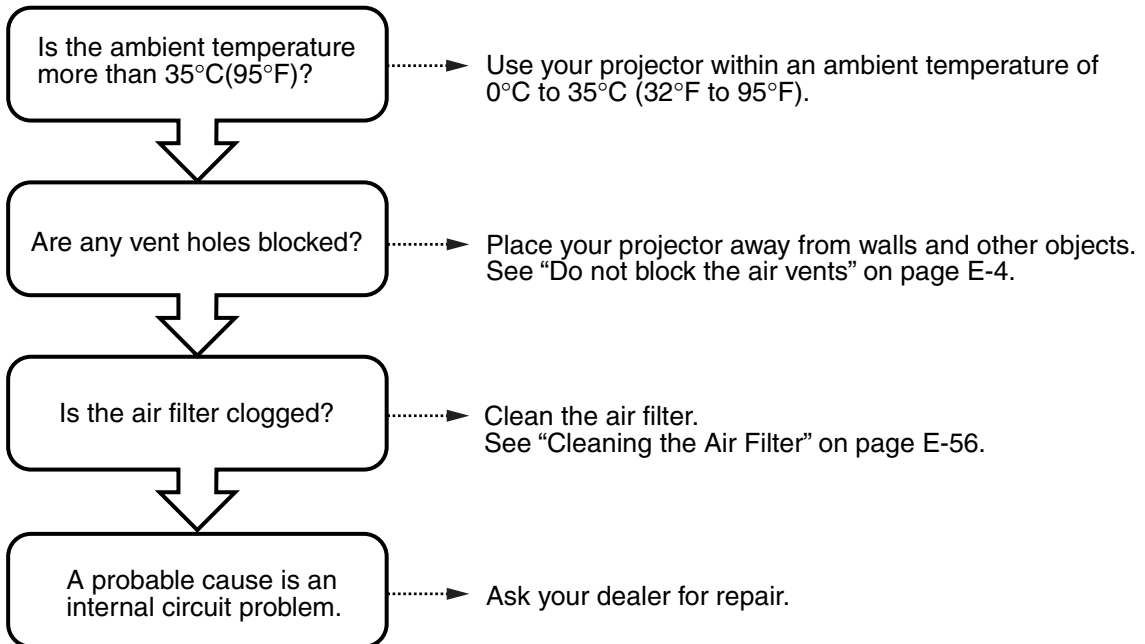 Is the ambient temperature
more than 35°C(95°F)?
Use your projector within an ambient temperature of
0°C to 35°C (32°F to 95°F).
Are any vent holes blocked?
Place your projector away from walls and other objects.
See “Do not block the air vents” on page E-4.
Is the air filter clogged?
Clean the air filter.
See “Cleaning the Air Filter” on page E-56.
A probable cause is an
internal circuit problem.
Ask your dealer for repair.